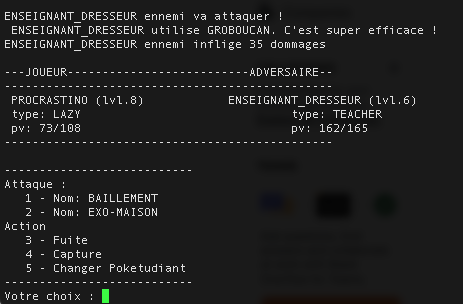 ENSEIGNANT_DRESSEUR ennemi va attaquer !
ENSEIGNANT_DRESSEUR utilise GROBOUCAN. C'est super efficace !
ENSEIGNANT_DRESSEUR ennemi inflige 35 dommages
---JOUEUR--------------------------ADVERSAIRE--
-----------------------------------------------
PROCRASTINO (lvl.8) ENSEIGNANT_DRESSEUR (lvl.6)
type: LAZY type: TEACHER
pv: 73/108 pv: 162/165
-----------------------------------------------
---------------------------
Attaque :
1 - Nom: BAILLEMENT
2 - Nom: EXO-MAISON
Action
3 - Fuite
4 - Capture
5 - Changer Poketudiant
---------------------------
Votre choix :